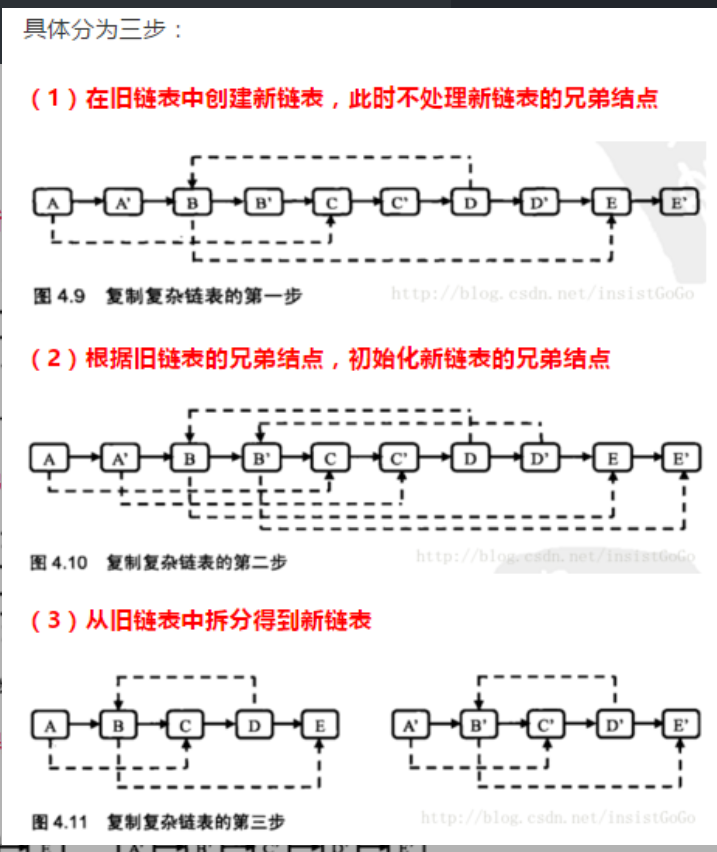 具体分为三步：
（1）在旧链表中创建新链表，此时不处理新链表的兄弟结点
A A' B B' C C' D D' E E'
图 4.9 复制复杂链表的第一步
http://blog.csdn.net/insistGoGo
（2）根据旧链表的兄弟结点，初始化新链表的兄弟结点
A A' B B' C C' D D' E E'
图 4.10 复制复杂链表的第二步
http://blog.csdn.net/insistGoGo
（3）从旧链表中拆分得到新链表
A B C D E A' B' C' D' E'
图 4.11 复制复杂链表的第三步
http://blog.csdn.net/insistGoGo
E A' B' C' D' E'